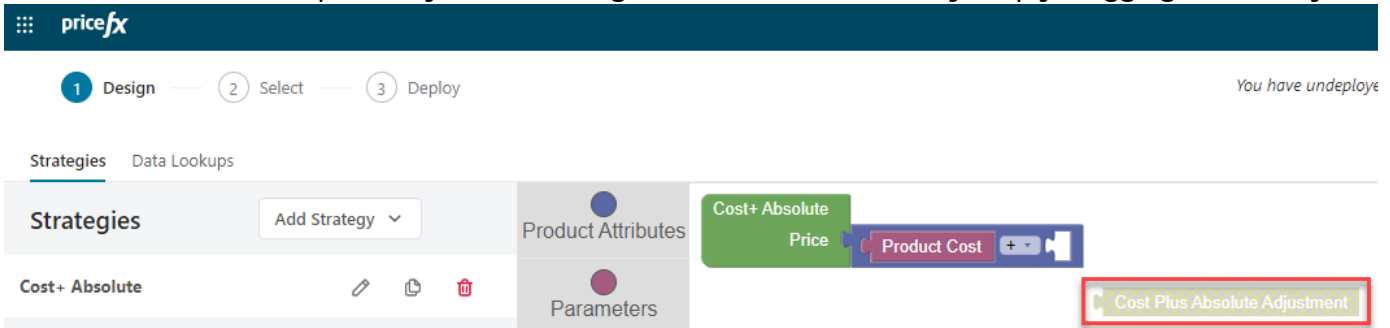 pricefx
1 Design 2 Select 3 Deploy
You have undeploye
Strategies Data Lookups
Strategies
Add Strategy
Product Attributes
Cost+ Absolute
Price Product Cost +
Cost+ Absolute
Parameters
Cost Plus Absolute Adjustment